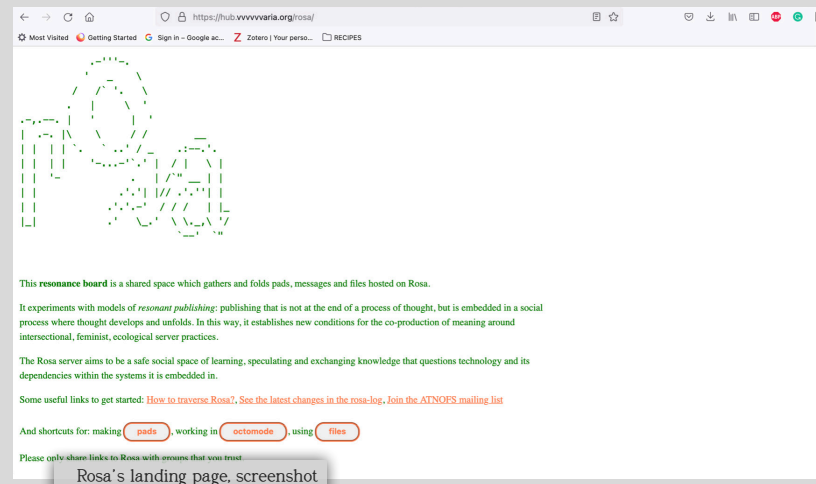 https://hub.vvvvvvaria.org/rosa/
Most Visited Getting Started Sign in – Google ac... Zotero | Your perso... RECIPES
rosa
This resonance board is a shared space which gathers and folds pads, messages and files hosted on Rosa.
It experiments with models of resonant publishing: publishing that is not at the end of a process of thought, but is embedded in a social
process where thought develops and unfolds. In this way, it establishes new conditions for the co-production of meaning around
intersectional, feminist, ecological server practices.
The Rosa server aims to be a safe social space of learning, speculating and exchanging knowledge that questions technology and its
dependencies within the systems it is embedded in.
Some useful links to get started: How to traverse Rosa?, See the latest changes in the rosa-log, Join the ATNOFS mailing list
And shortcuts for: making pads , working in octomode , using files
Please only share links to Rosa with groups that you trust
Rosa's landing page, screenshot